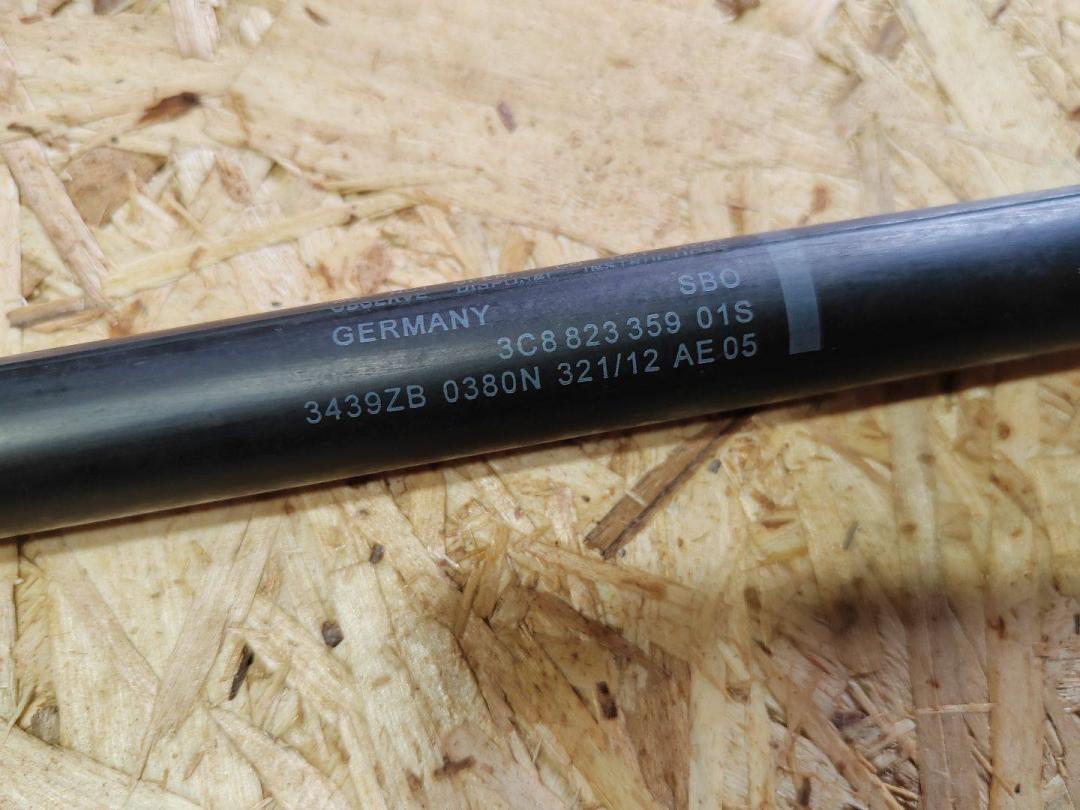 GERMANY SBO
3C8 823 359 01S
3439ZB 0380N 321/12 AE 05